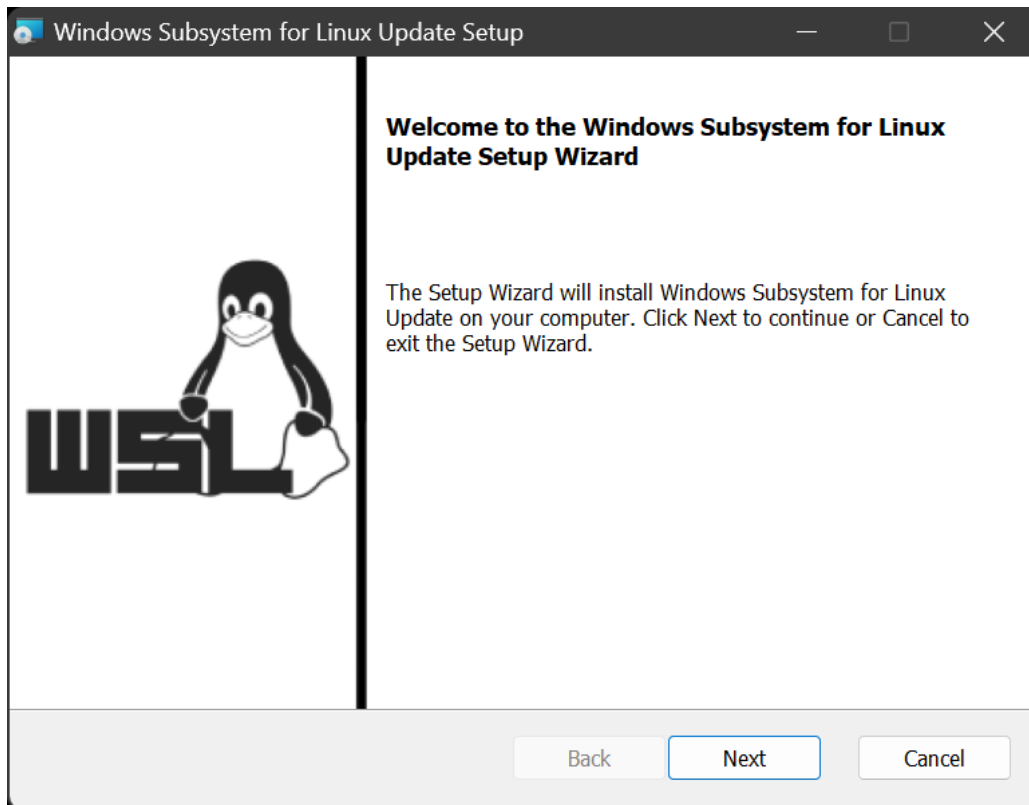 Windows Subsystem for Linux Update Setup
Welcome to the Windows Subsystem for Linux
Update Setup Wizard
The Setup Wizard will install Windows Subsystem for Linux
Update on your computer. Click Next to continue or Cancel to
exit the Setup Wizard.
WSL
Back
Next
Cancel